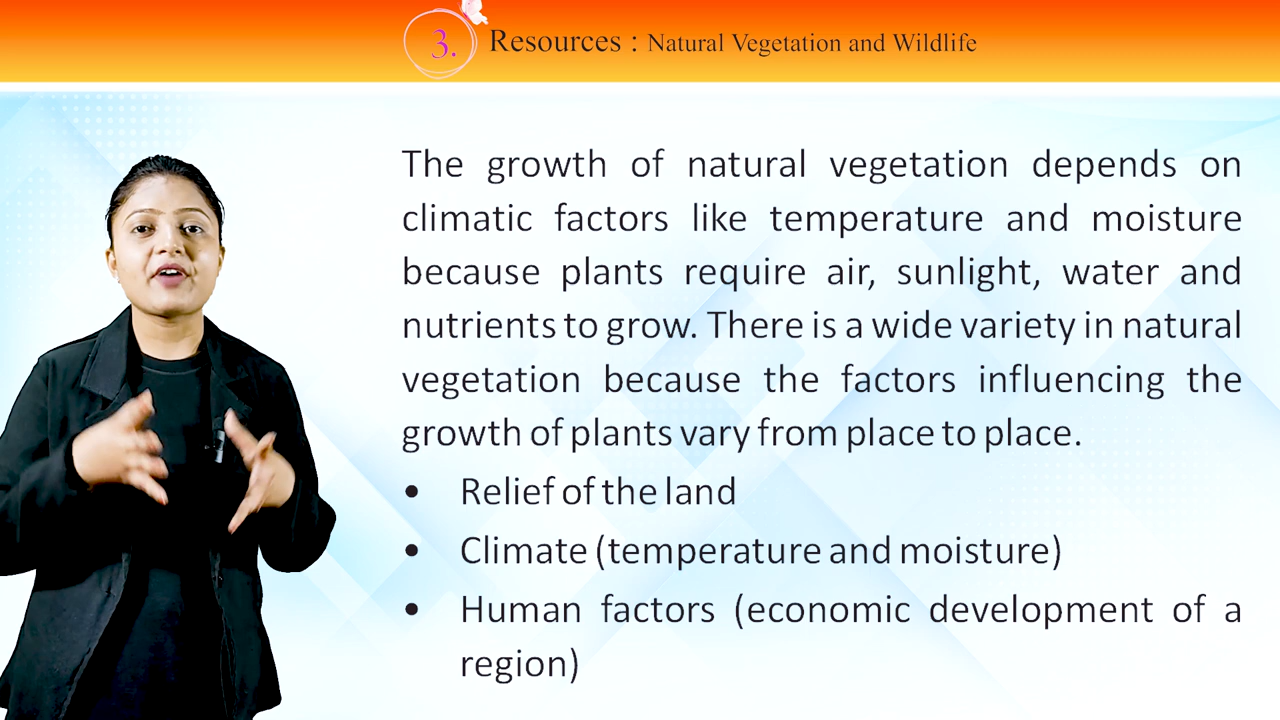 3. Resources : Natural Vegetation and Wildlife
The growth of natural vegetation depends on
climatic factors like temperature and moisture
because plants require air, sunlight, water and
nutrients to grow. There is a wide variety in natural
vegetation because the factors influencing the
growth of plants vary from place to place.
• Relief of the land
• Climate (temperature and moisture)
• Human factors (economic development of a
region)